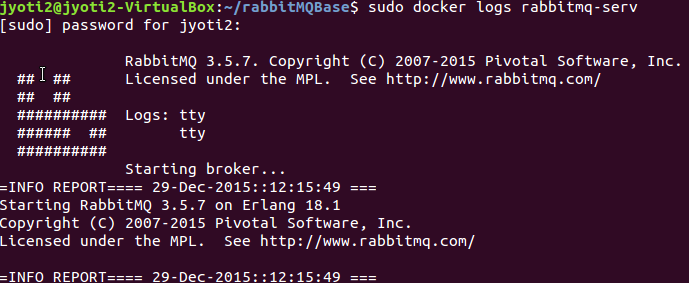 jyoti2@jyoti2-VirtualBox:~/rabbitMQBase$ sudo docker logs rabbitmq-serv
[sudo] password for jyoti2:
              RabbitMQ 3.5.7. Copyright (C) 2007-2015 Pivotal Software, Inc.
  ##  ##      Licensed under the MPL.  See http://www.rabbitmq.com/
  ##  ##
  ##########  Logs: tty
  ######  ##        tty
  ##########
              Starting broker...
=INFO REPORT==== 29-Dec-2015::12:15:49 ===
Starting RabbitMQ 3.5.7 on Erlang 18.1
Copyright (C) 2007-2015 Pivotal Software, Inc.
Licensed under the MPL.  See http://www.rabbitmq.com/
=INFO REPORT==== 29-Dec-2015::12:15:49 ===